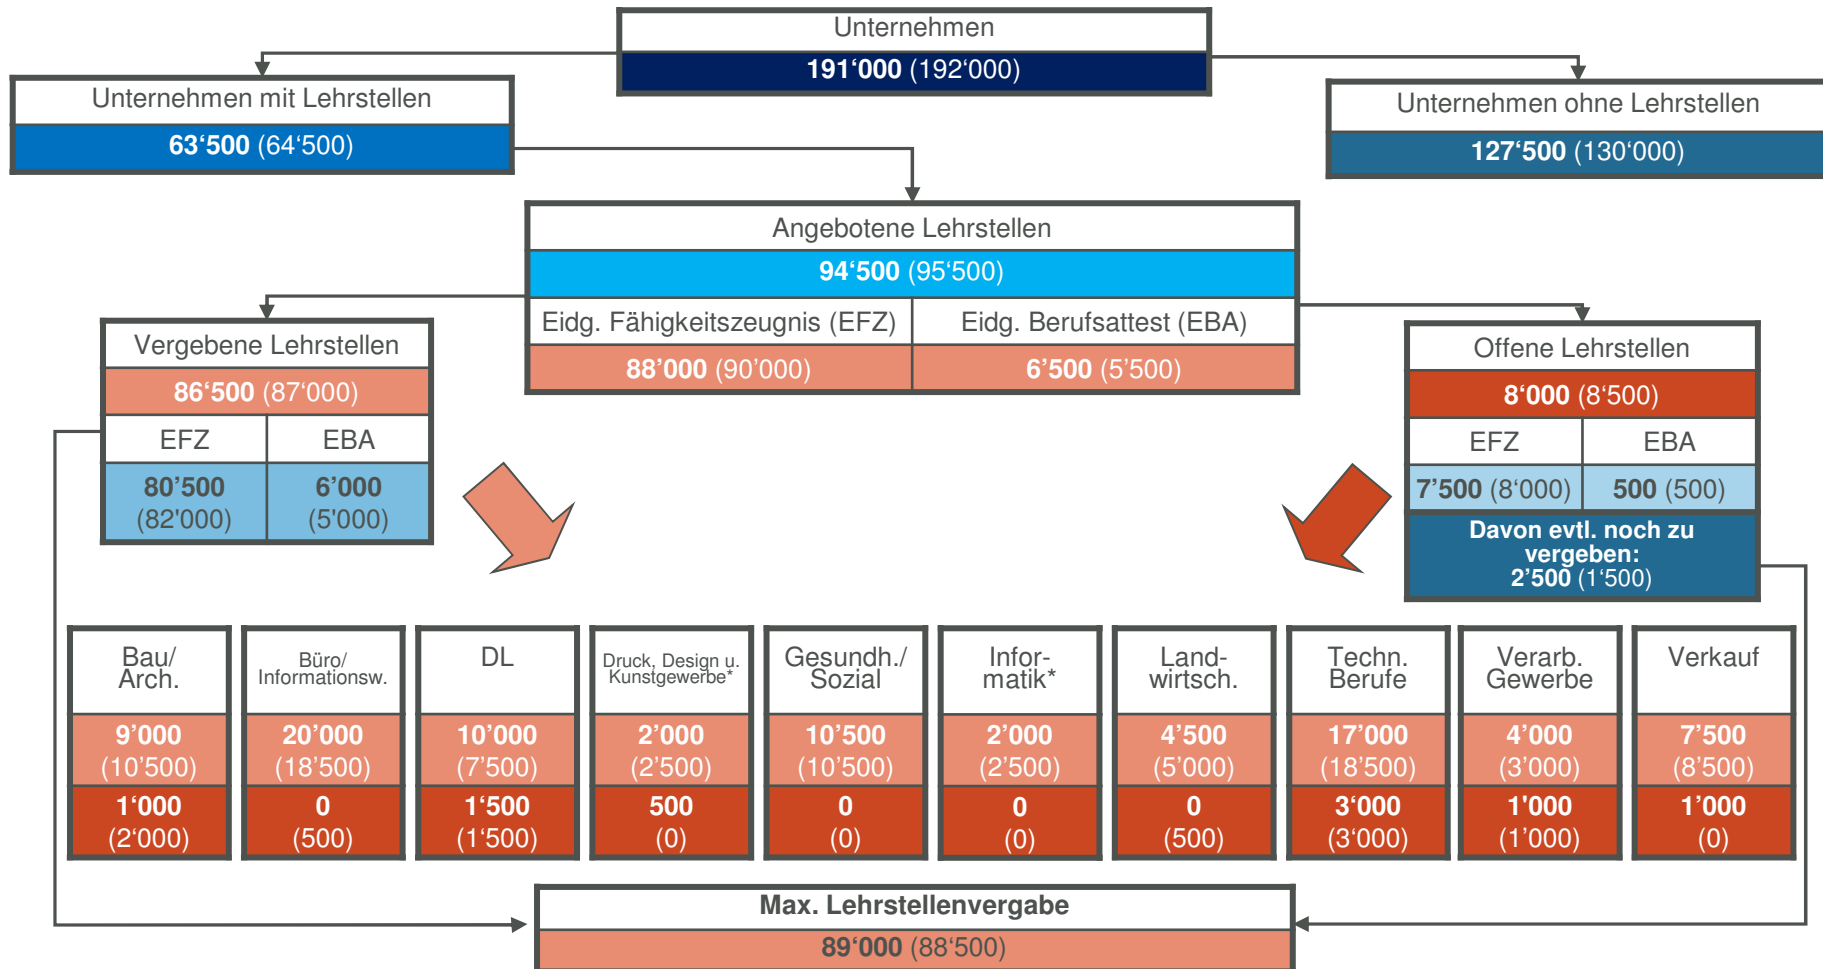 Unternehmen
191‘000 (192‘000)
Unternehmen mit Lehrstellen
63‘500 (64‘500)
Unternehmen ohne Lehrstellen
127‘500 (130‘000)
Angebotene Lehrstellen
94‘500 (95‘500)
Eidg. Fähigkeitszeugnis (EFZ)
88’000 (90’000)
Eidg. Berufsattest (EBA)
6’500 (5’500)
Vergebene Lehrstellen
86‘500 (87‘000)
EFZ
EBA
80’500
(82'000)
6’000
(5'000)
Offene Lehrstellen
8‘000 (8‘500)
EFZ
EBA
7’500 (8‘000)
500 (500)
Davon evtl. noch zu
vergeben:
2’500 (1‘500)
Bau/
Arch.
9’000
(10’500)
1‘000
(2‘000)
Büro/
Informationsw.
20’000
(18’500)
0
(500)
DL
10’000
(7’500)
1‘500
(1’500)
Druck, Design u.
Kunstgewerbe*
2’000
(2’500)
500
(0)
Gesundh./
Sozial
10’500
(10’500)
0
(0)
Infor-
matik*
2’000
(2’500)
0
(0)
Land-
wirtsch.
4’500
(5’000)
0
(500)
Techn.
Berufe
17’000
(18’500)
3‘000
(3’000)
Verarb.
Gewerbe
4’000
(3’000)
1'000
(1’000)
Verkauf
7’500
(8’500)
1’000
(0)
Max. Lehrstellenvergabe
89‘000 (88‘500)